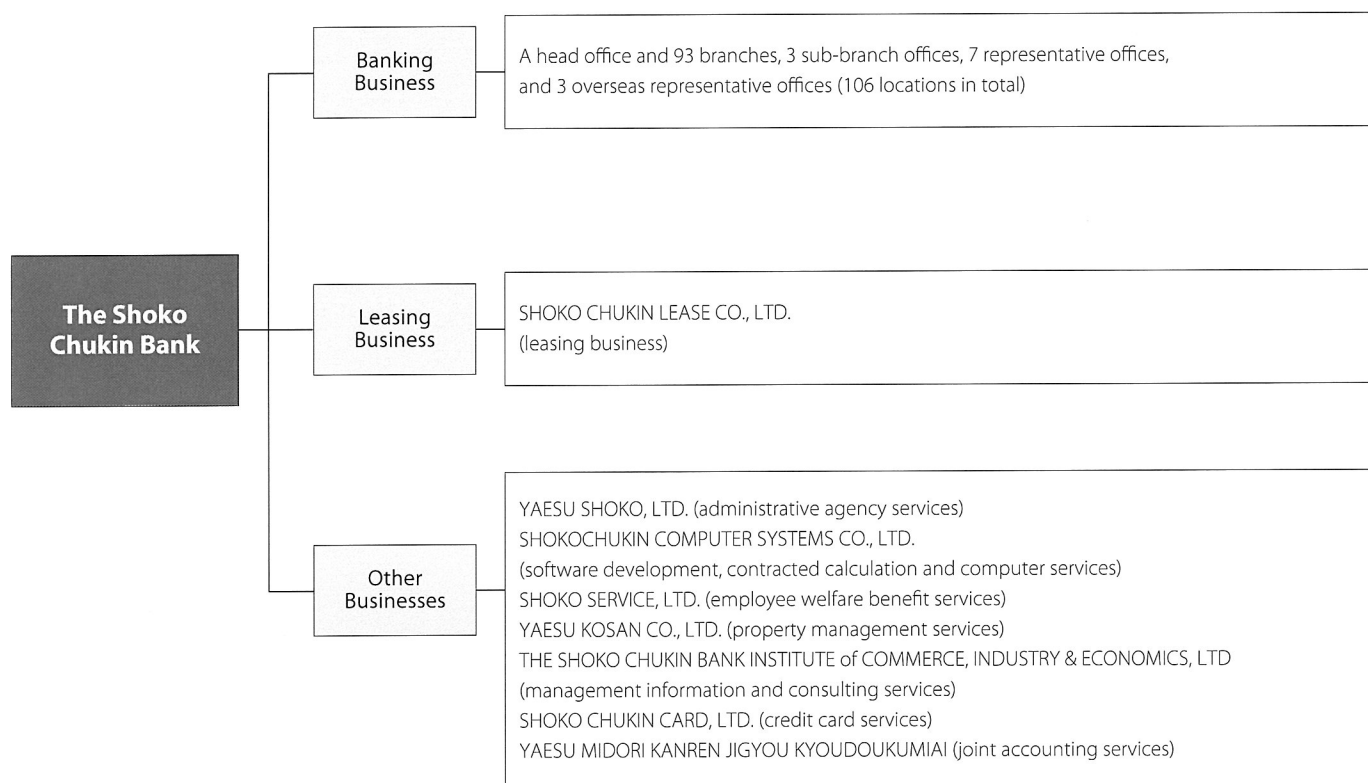 Banking
Business
A head office and 93 branches, 3 sub-branch offices, 7 representative offices,
and 3 overseas representative offices (106 locations in total)
The Shoko
Chukin Bank
Leasing
Business
SHOKO CHUKIN LEASE CO., LTD.
(leasing business)
Other
Businesses
YAESU SHOKO, LTD. (administrative agency services)
SHOKOCHUKIN COMPUTER SYSTEMS CO., LTD.
(software development, contracted calculation and computer services)
SHOKO SERVICE, LTD. (employee welfare benefit services)
YAESU KOSAN CO., LTD. (property management services)
THE SHOKO CHUKIN BANK INSTITUTE of COMMERCE, INDUSTRY & ECONOMICS, LTD
(management information and consulting services)
SHOKO CHUKIN CARD, LTD. (credit card services)
YAESU MIDORI KANREN JIGYOU KYOUDOUKUMIAI (joint accounting services)